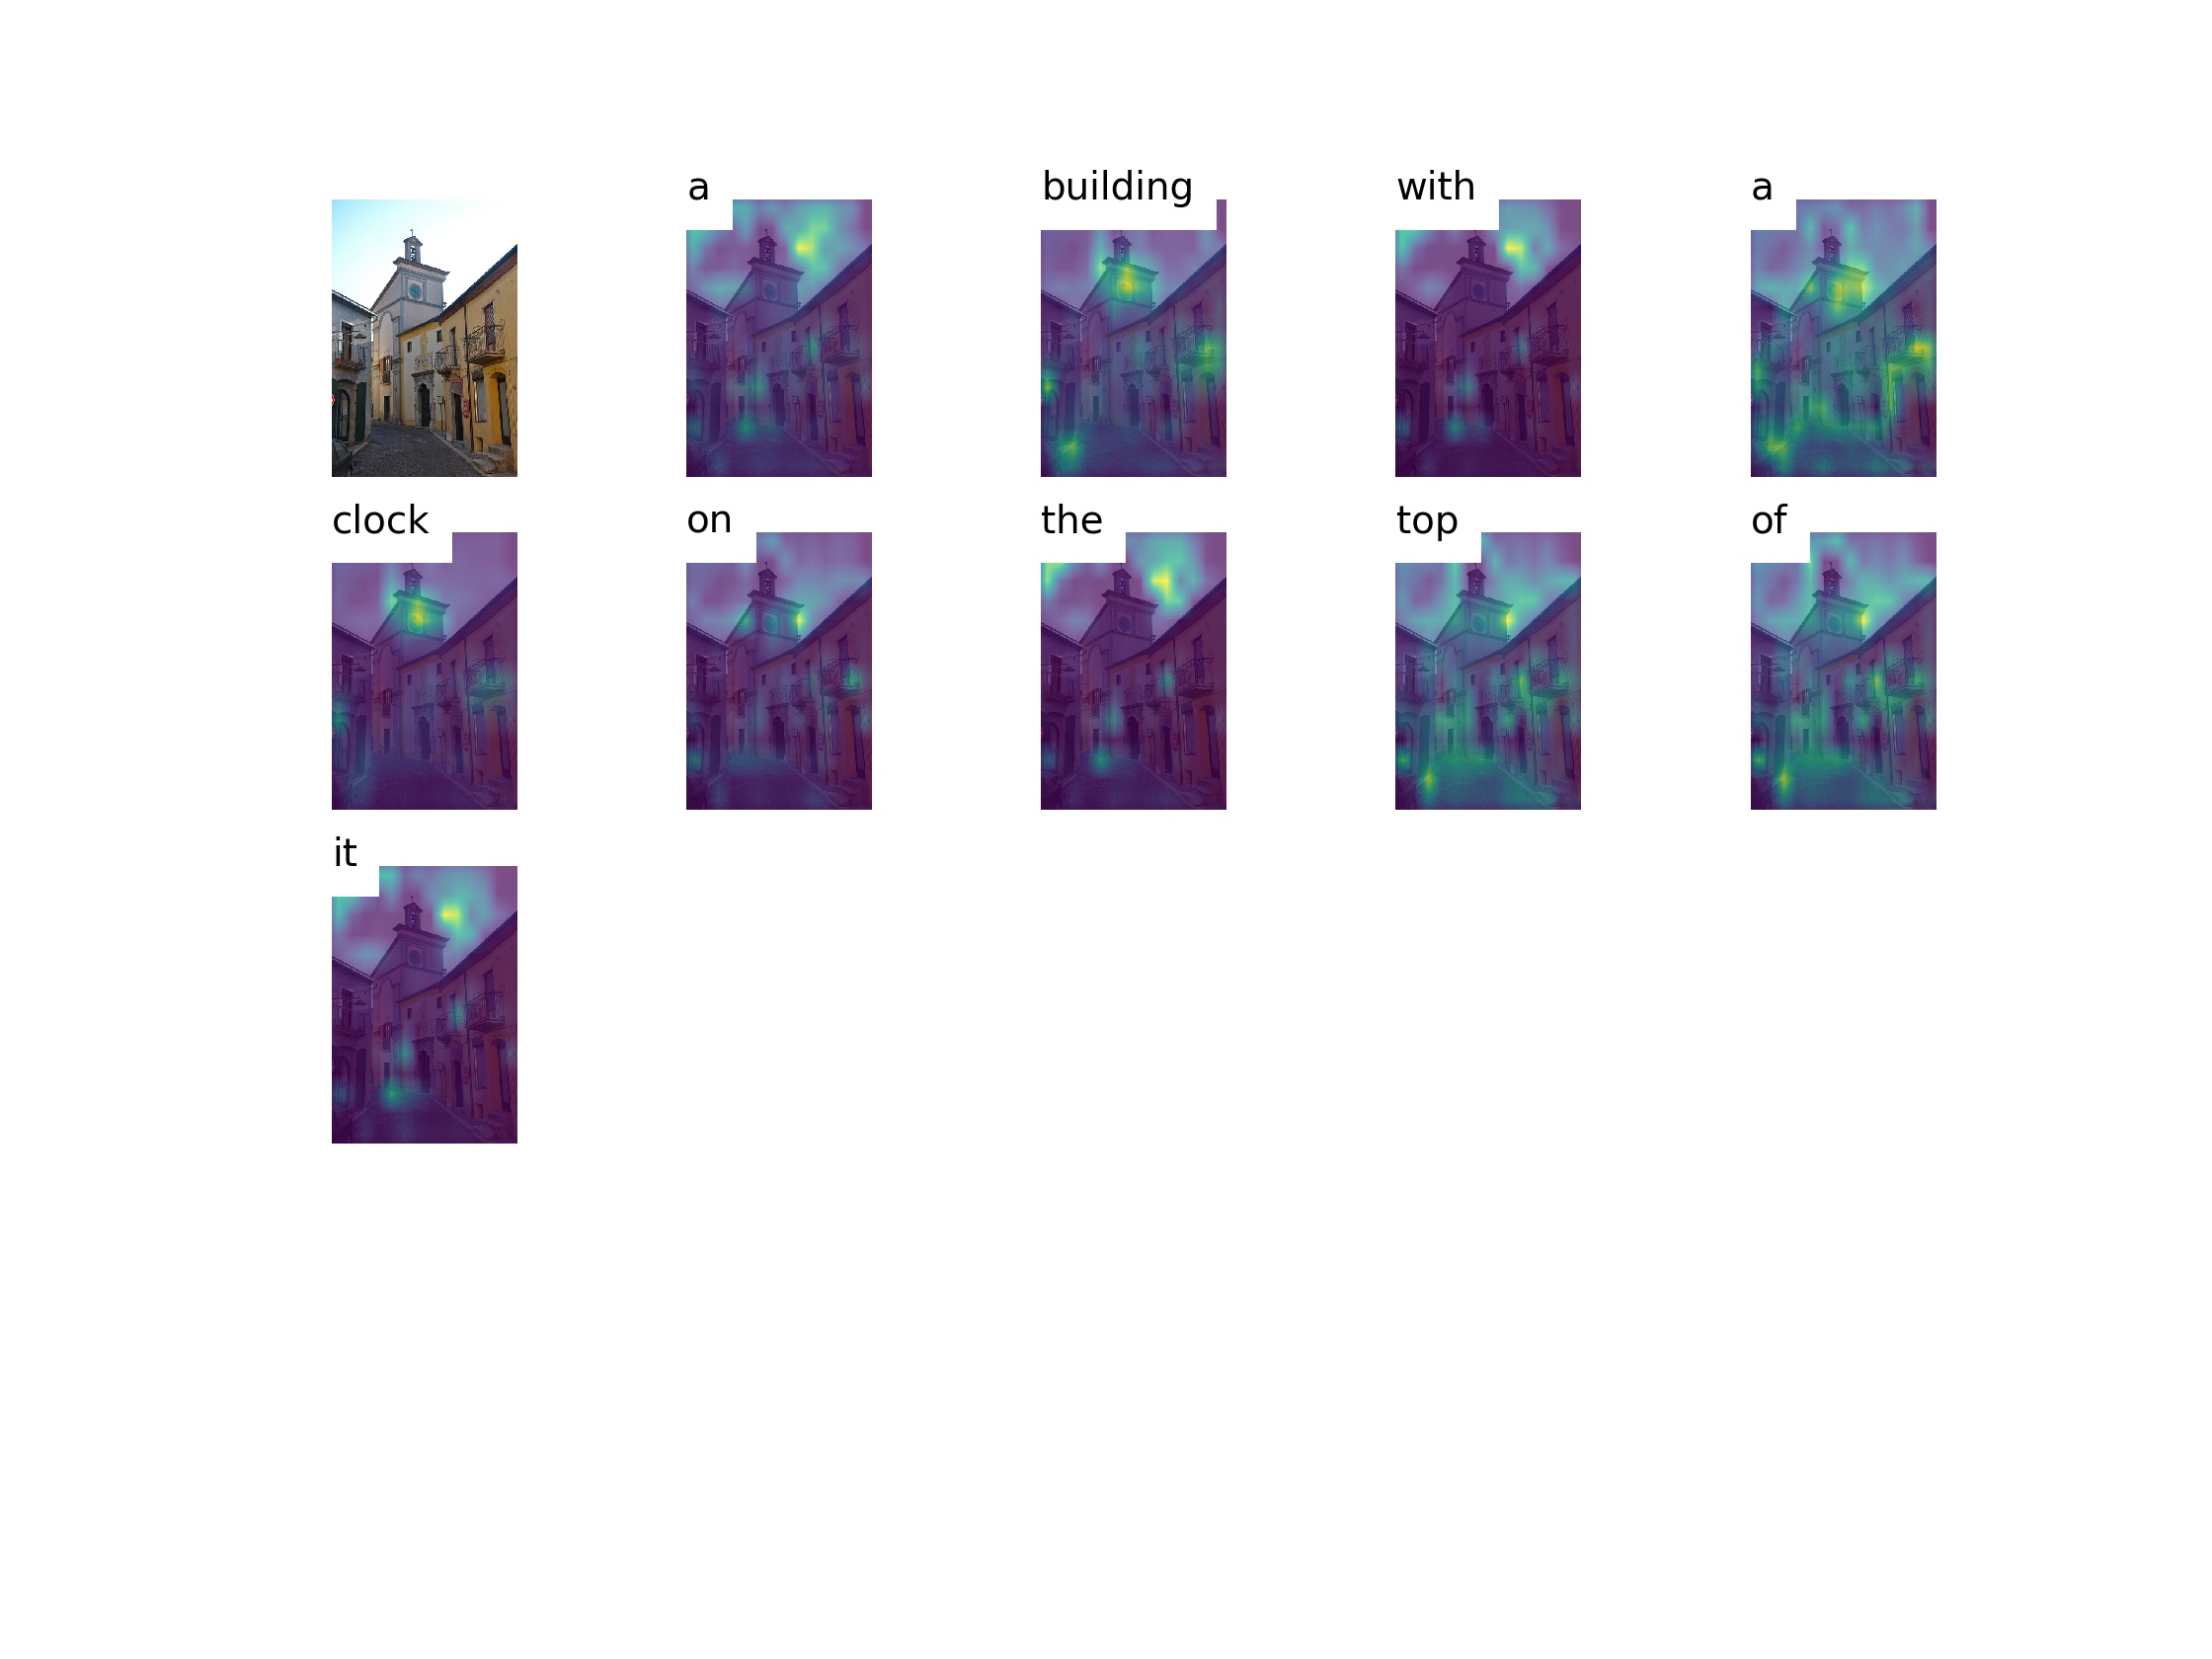 a building with a
clock on the top of
it